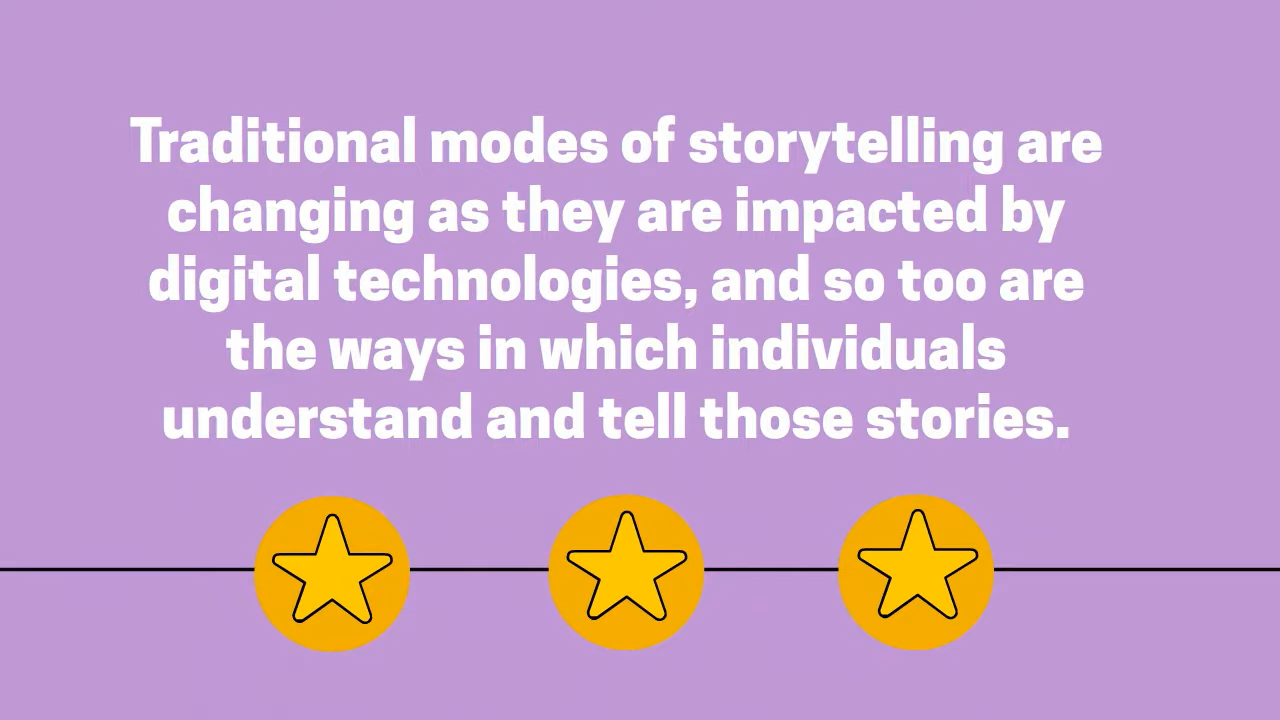 Traditional modes of storytelling are
changing as they are impacted by
digital technologies, and so too are
the ways in which individuals
understand and tell those stories.